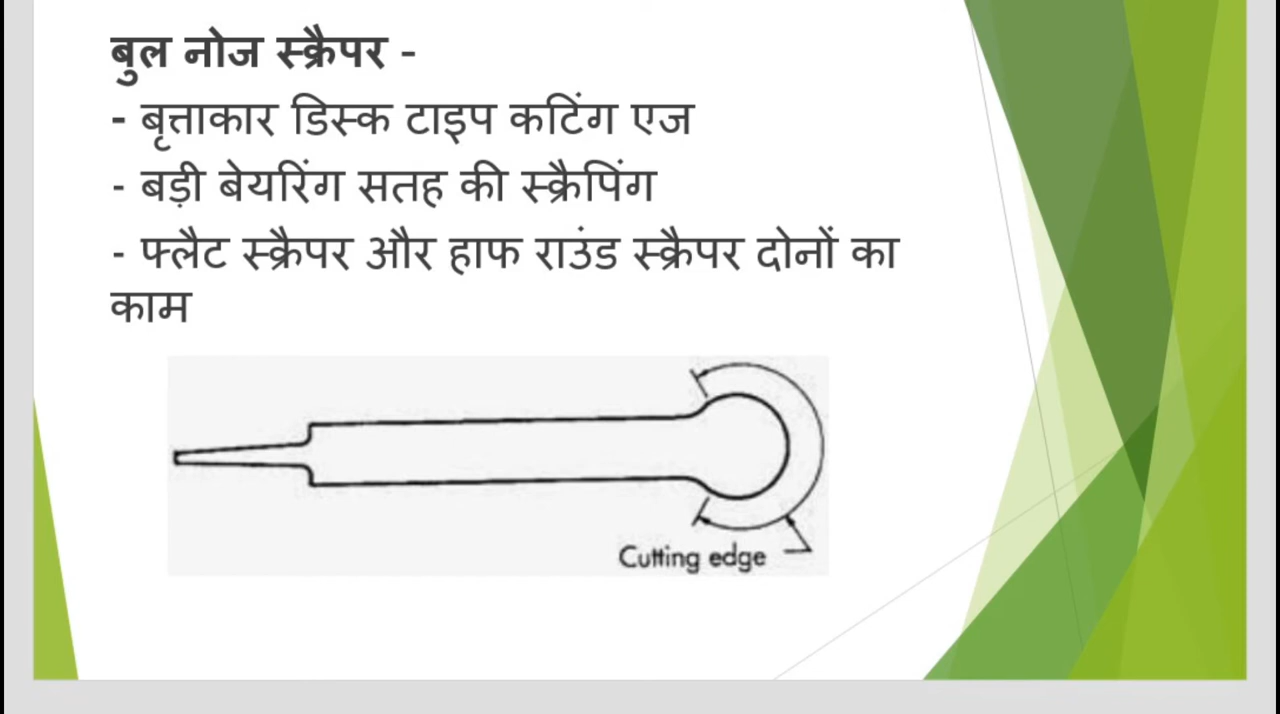 बुल नोज स्क्रैपर -
- बृत्ताकार डिस्क टाइप कटिंग एज
- बड़ी बेयरिंग सतह की स्क्रैपिंग
- फ्लैट स्क्रैपर और हाफ राउंड स्क्रैपर दोनों का
काम
Cutting edge